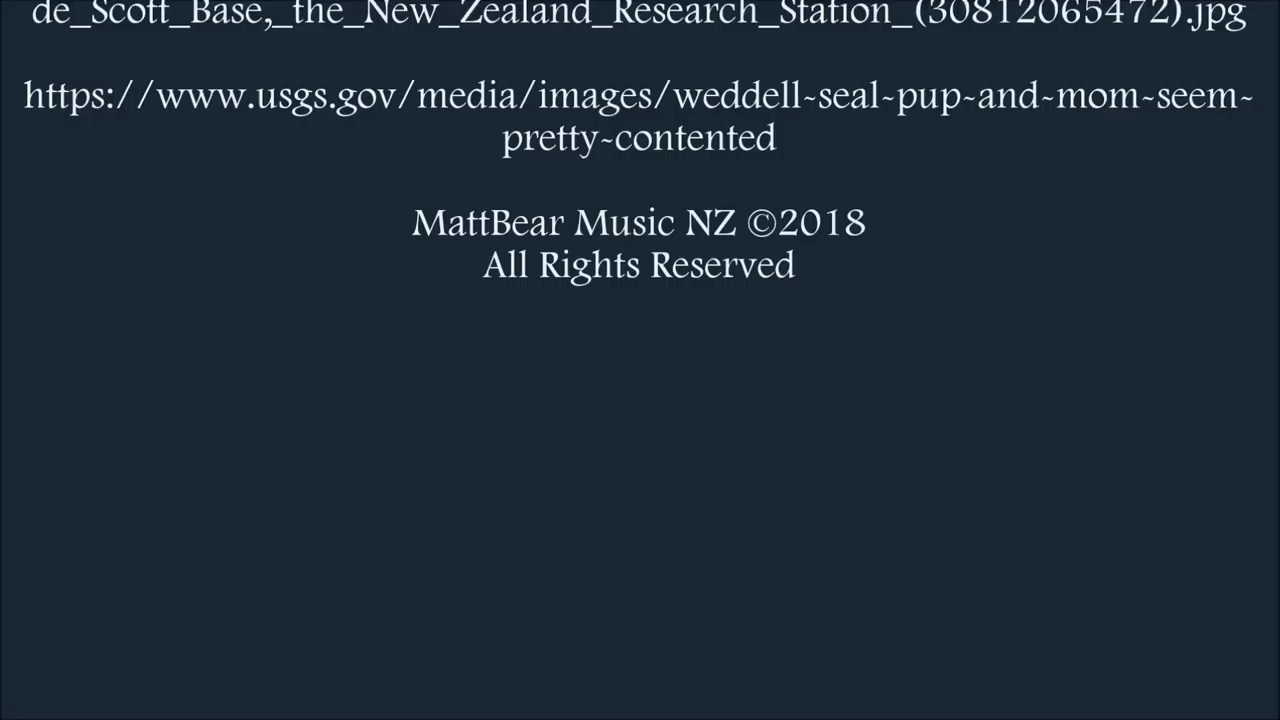 de_Scott_Base,_the_New_Zealand_Research_Station_(30812065472).jpg
https://www.usgs.gov/media/images/weddell-seal-pup-and-mom-seem-
pretty-contented
MattBear Music NZ ©2018
All Rights Reserved